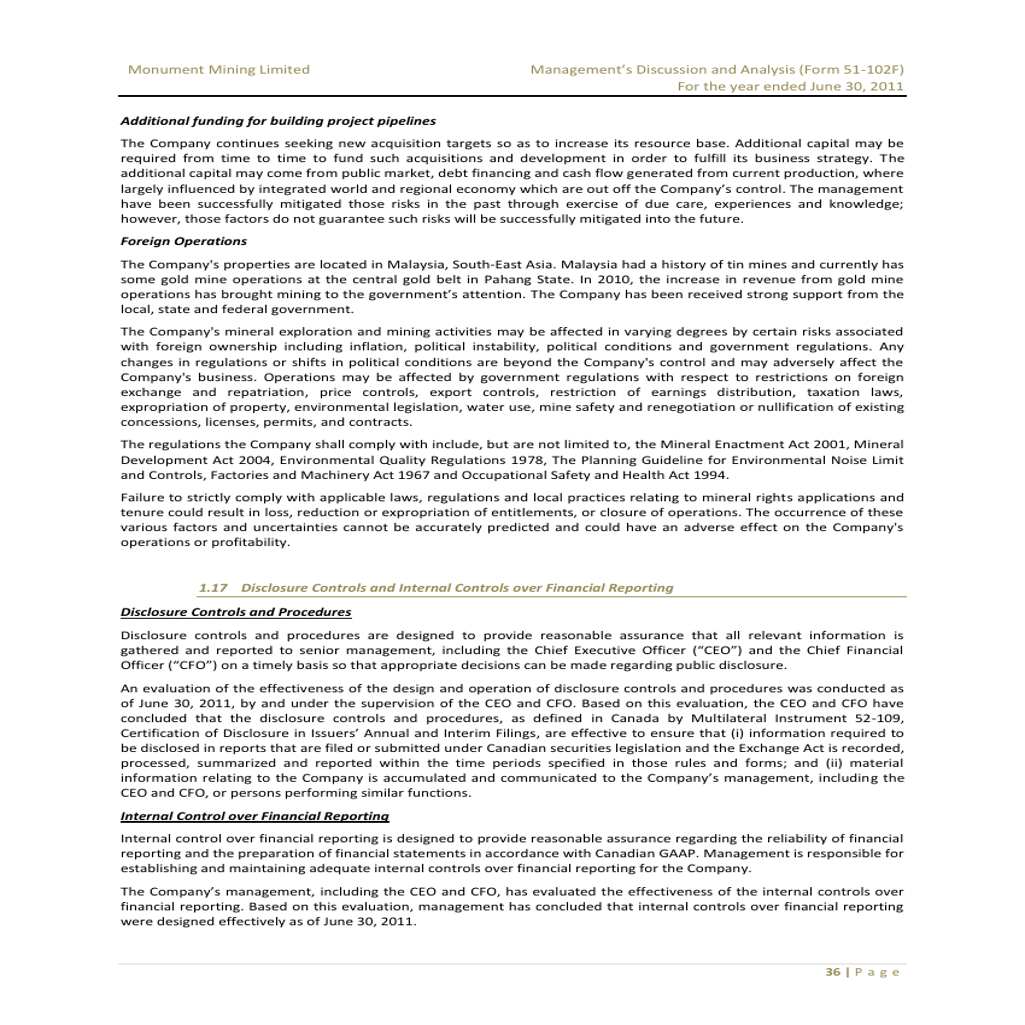 Monument Mining Limited
Management’s Discussion and Analysis (Form 51-102F)
For the year ended June 30, 2011
Additional funding for building project pipelines
The Company continues seeking new acquisition targets so as to increase its resource base. Additional capital may be
required from time to time to fund such acquisitions and development in order to fulfill its business strategy. The
additional capital may come from public market, debt financing and cash flow generated from current production, where
largely influenced by integrated world and regional economy which are out off the Company’s control. The management
have been successfully mitigated those risks in the past through exercise of due care, experiences and knowledge;
however, those factors do not guarantee such risks will be successfully mitigated into the future.
Foreign Operations
The Company's properties are located in Malaysia, South-East Asia. Malaysia had a history of tin mines and currently has
some gold mine operations at the central gold belt in Pahang State. In 2010, the increase in revenue from gold mine
operations has brought mining to the government’s attention. The Company has been received strong support from the
local, state and federal government.
The Company's mineral exploration and mining activities may be affected in varying degrees by certain risks associated
with foreign ownership including inflation, political instability, political conditions and government regulations. Any
changes in regulations or shifts in political conditions are beyond the Company's control and may adversely affect the
Company's business. Operations may be affected by government regulations with respect to restrictions on foreign
exchange and repatriation, price controls, export controls, restriction of earnings distribution, taxation laws,
expropriation of property, environmental legislation, water use, mine safety and renegotiation or nullification of existing
concessions, licenses, permits, and contracts.
The regulations the Company shall comply with include, but are not limited to, the Mineral Enactment Act 2001, Mineral
Development Act 2004, Environmental Quality Regulations 1978, The Planning Guideline for Environmental Noise Limit
and Controls, Factories and Machinery Act 1967 and Occupational Safety and Health Act 1994.
Failure to strictly comply with applicable laws, regulations and local practices relating to mineral rights applications and
tenure could result in loss, reduction or expropriation of entitlements, or closure of operations. The occurrence of these
various factors and uncertainties cannot be accurately predicted and could have an adverse effect on the Company's
operations or profitability.
1.17 Disclosure Controls and Internal Controls over Financial Reporting
Disclosure Controls and Procedures
Disclosure controls and procedures are designed to provide reasonable assurance that all relevant information is
gathered and reported to senior management, including the Chief Executive Officer (“CEO”) and the Chief Financial
Officer (“CFO”) on a timely basis so that appropriate decisions can be made regarding public disclosure.
An evaluation of the effectiveness of the design and operation of disclosure controls and procedures was conducted as
of June 30, 2011, by and under the supervision of the CEO and CFO. Based on this evaluation, the CEO and CFO have
concluded that the disclosure controls and procedures, as defined in Canada by Multilateral Instrument 52-109,
Certification of Disclosure in Issuers’ Annual and Interim Filings, are effective to ensure that (i) information required to
be disclosed in reports that are filed or submitted under Canadian securities legislation and the Exchange Act is recorded,
processed, summarized and reported within the time periods specified in those rules and forms; and (ii) material
information relating to the Company is accumulated and communicated to the Company’s management, including the
CEO and CFO, or persons performing similar functions.
Internal Control over Financial Reporting
Internal control over financial reporting is designed to provide reasonable assurance regarding the reliability of financial
reporting and the preparation of financial statements in accordance with Canadian GAAP. Management is responsible for
establishing and maintaining adequate internal controls over financial reporting for the Company.
The Company’s management, including the CEO and CFO, has evaluated the effectiveness of the internal controls over
financial reporting. Based on this evaluation, management has concluded that internal controls over financial reporting
were designed effectively as of June 30, 2011.
36 | P a g e